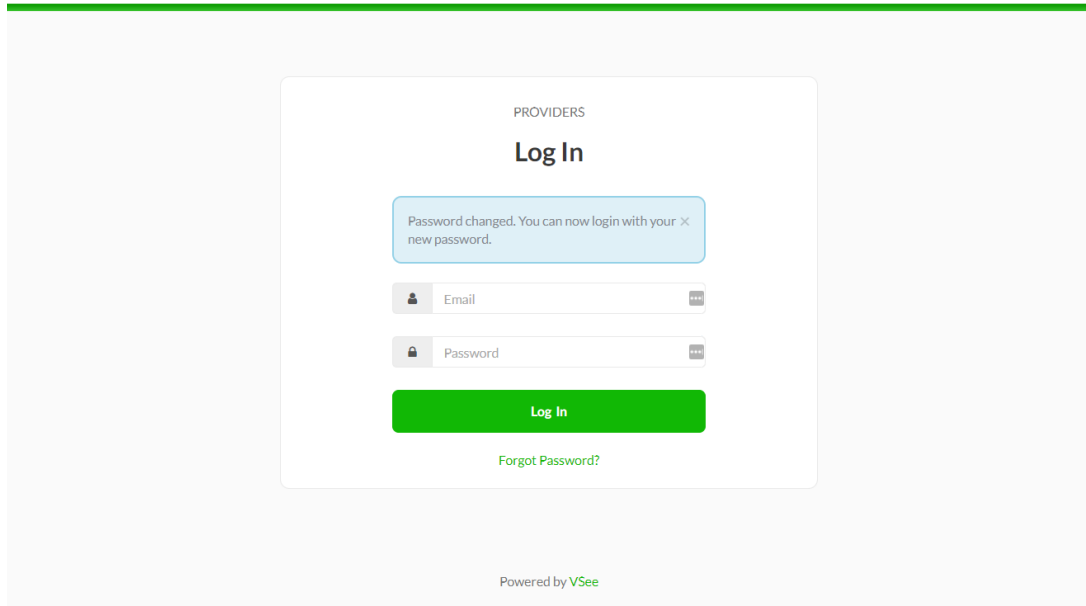 PROVIDERS
Log In
Password changed. You can now login with your ×
new password.
Email
Password
Log In
Forgot Password?
Powered by VSee